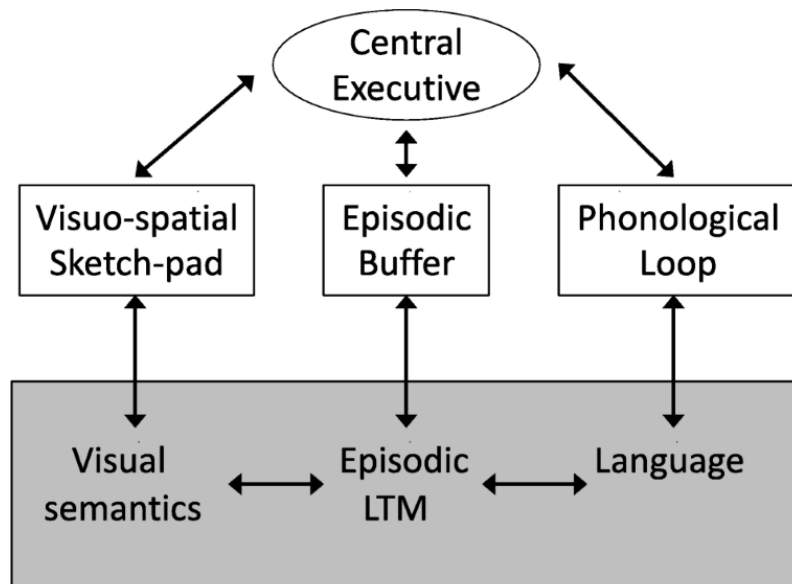 Central
Executive
Visuo-spatial
Sketch-pad
Episodic
Buffer
Phonological
Loop
Visual
semantics
Episodic
LTM
Language